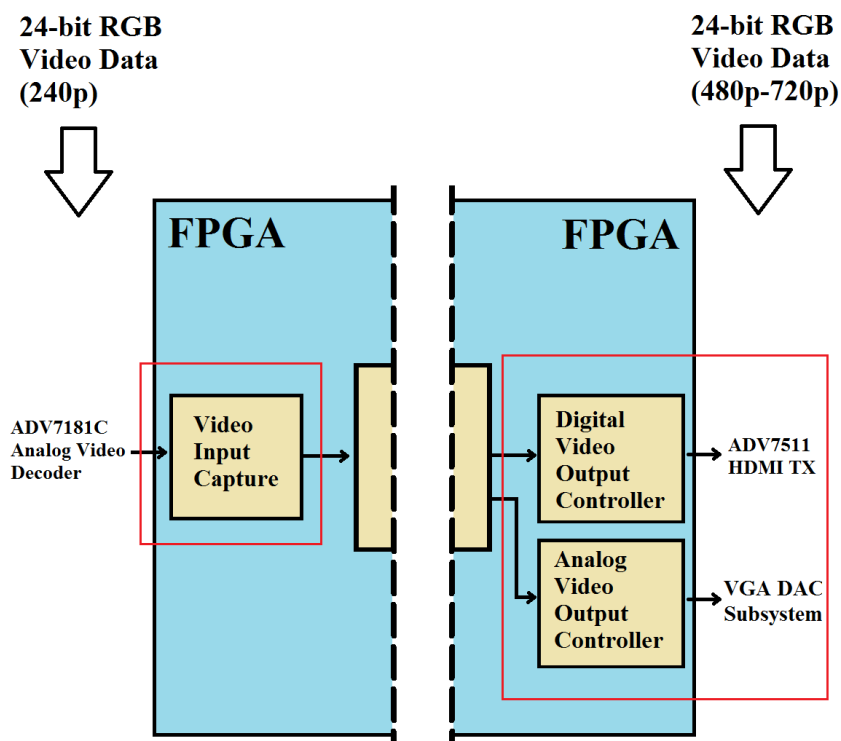 24-bit RGB
Video Data
(240p)
24-bit RGB
Video Data
(480p-720p)
FPGA
FPGA
ADV7181C
Analog Video
Decoder
Video
Input
Capture
Digital
Video
Output
Controller
ADV7511
HDMI TX
Analog
Video
Output
Controller
VGA DAC
Subsystem